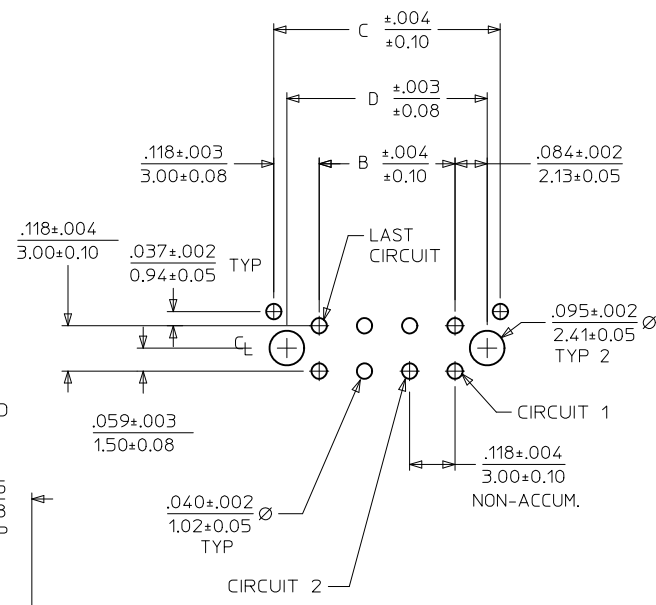 C ±.004
±0.10
D ±.003
±0.08
.118±.003
3.00±0.08
B ±.004
±0.10
.084±.002
2.13±0.05
.118±.004
3.00±0.10
.037±.002
0.94±0.05
TYP
LAST
CIRCUIT
CL
.095±.002
2.41±0.05
Ø
TYP 2
.059±.003
1.50±0.08
CIRCUIT 1
.118±.004
3.00±0.10
NON-ACCUM.
.040±.002
1.02±0.05
Ø
TYP
CIRCUIT 2